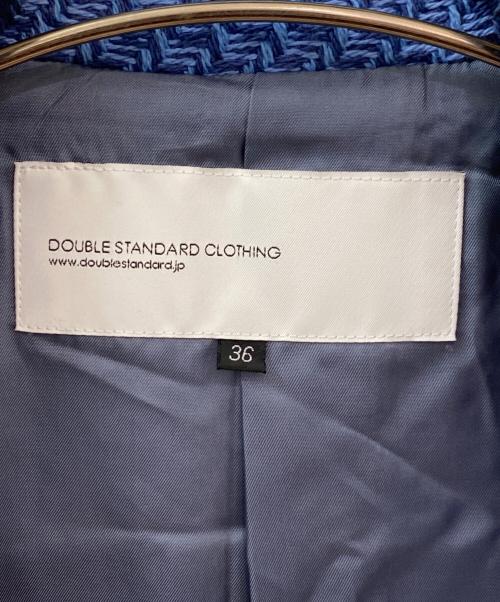 DOUBLE STANDARD CLOTHING
www.doublestandard.jp
36